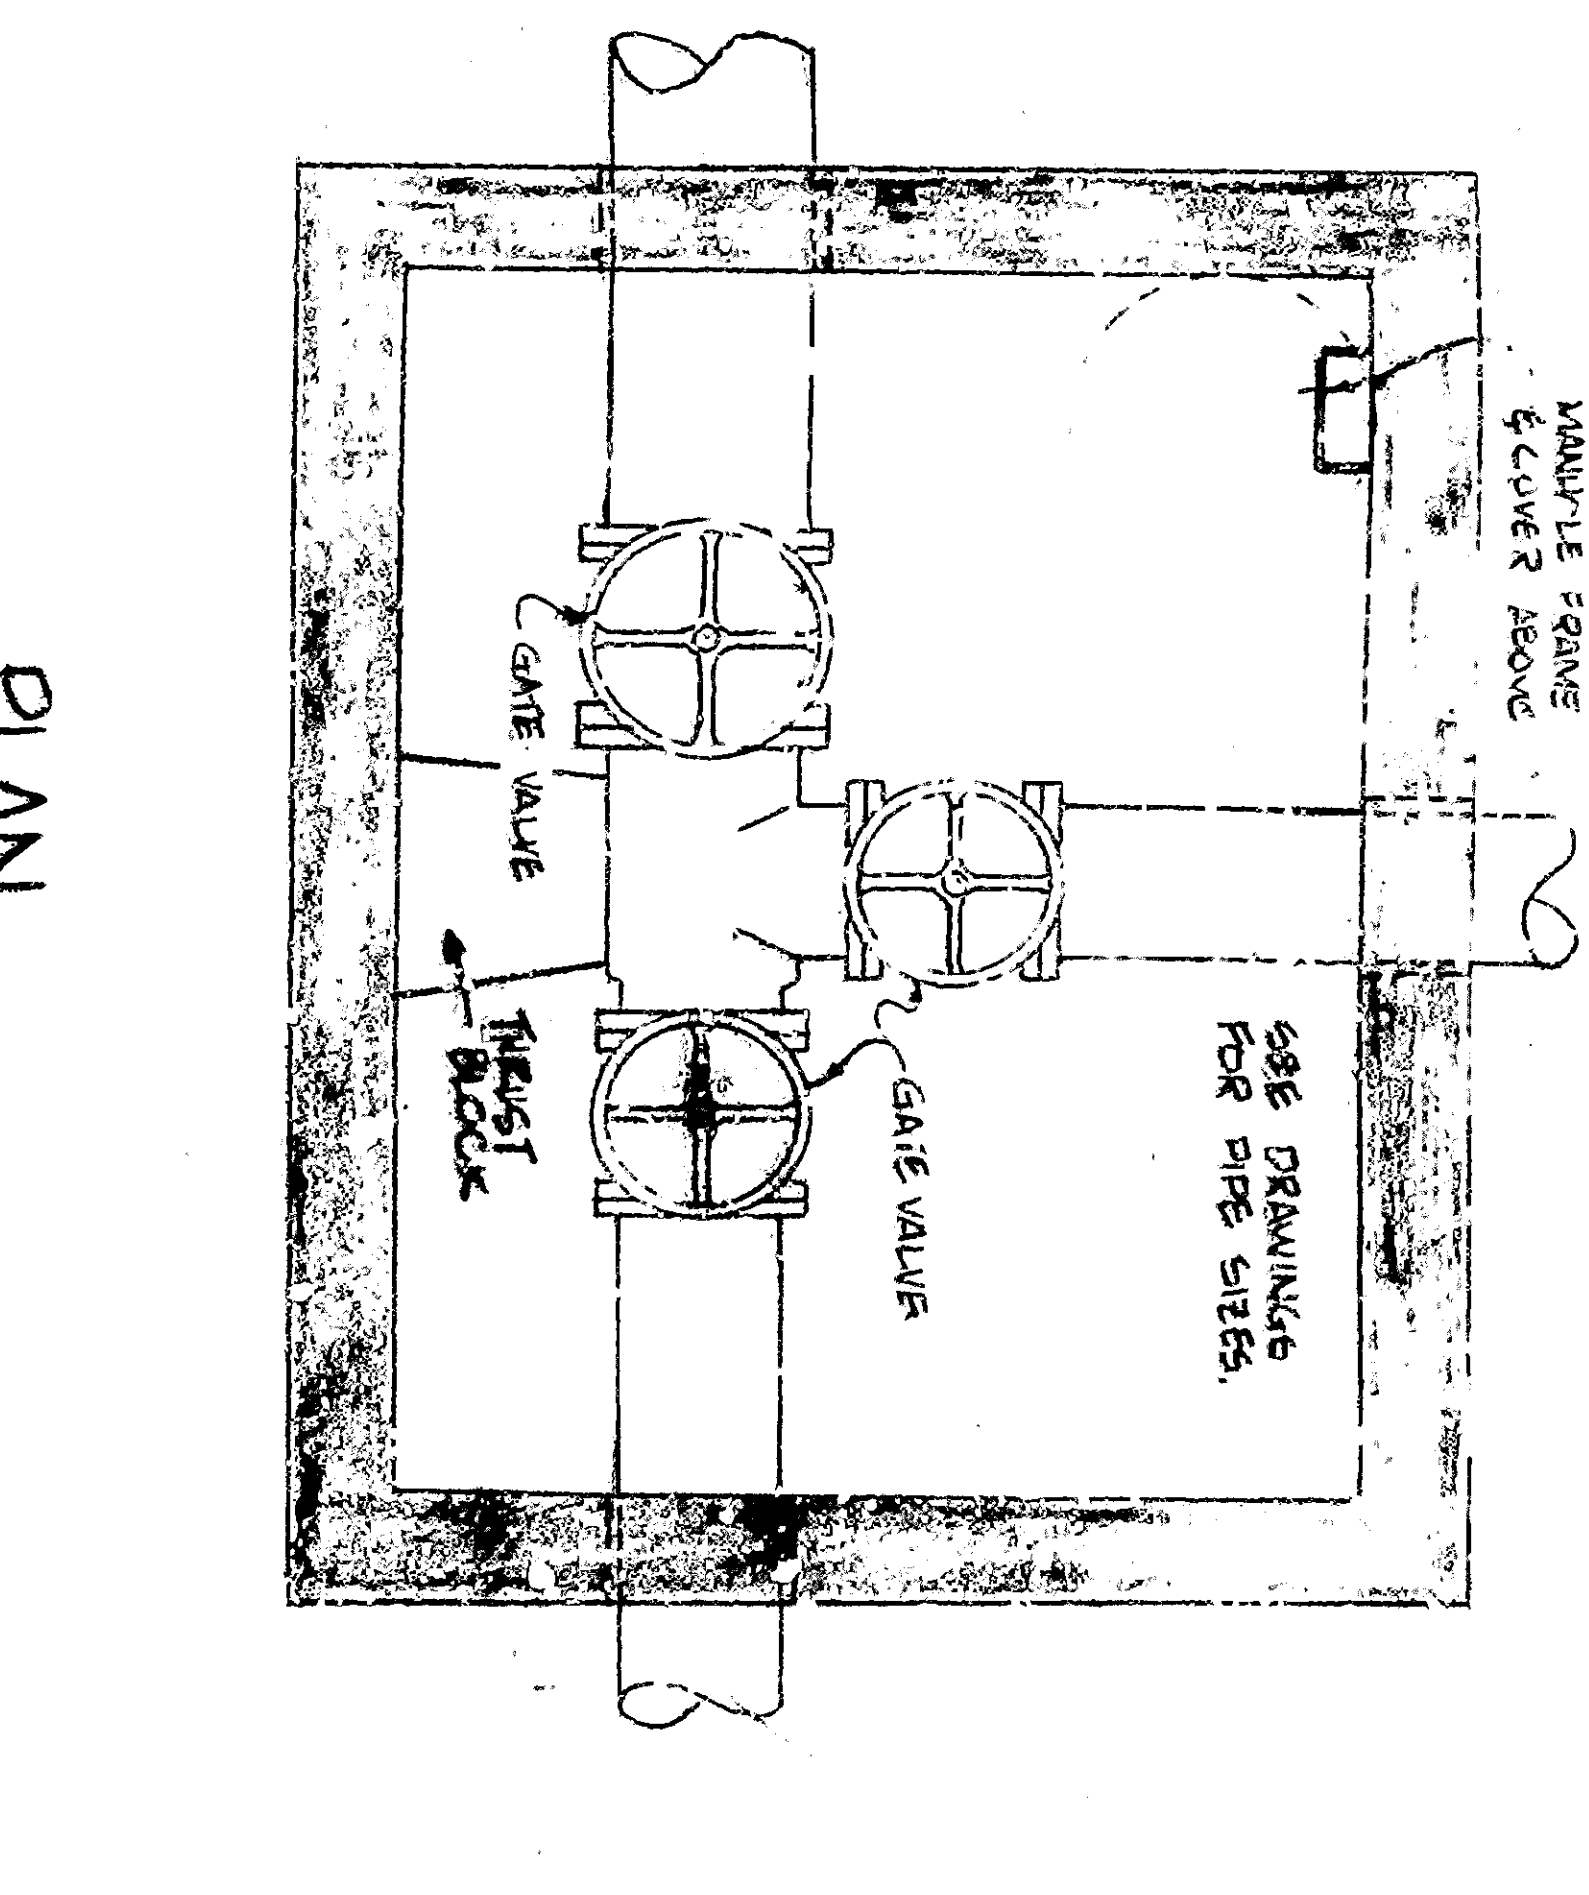 MANHOLE FRAME
& COVER ABOVE
SEE DRAWINGS
FOR PIPE SIZES.
GATE VALVE
GATE VALVE
THRUST
BLOCK
PLAN